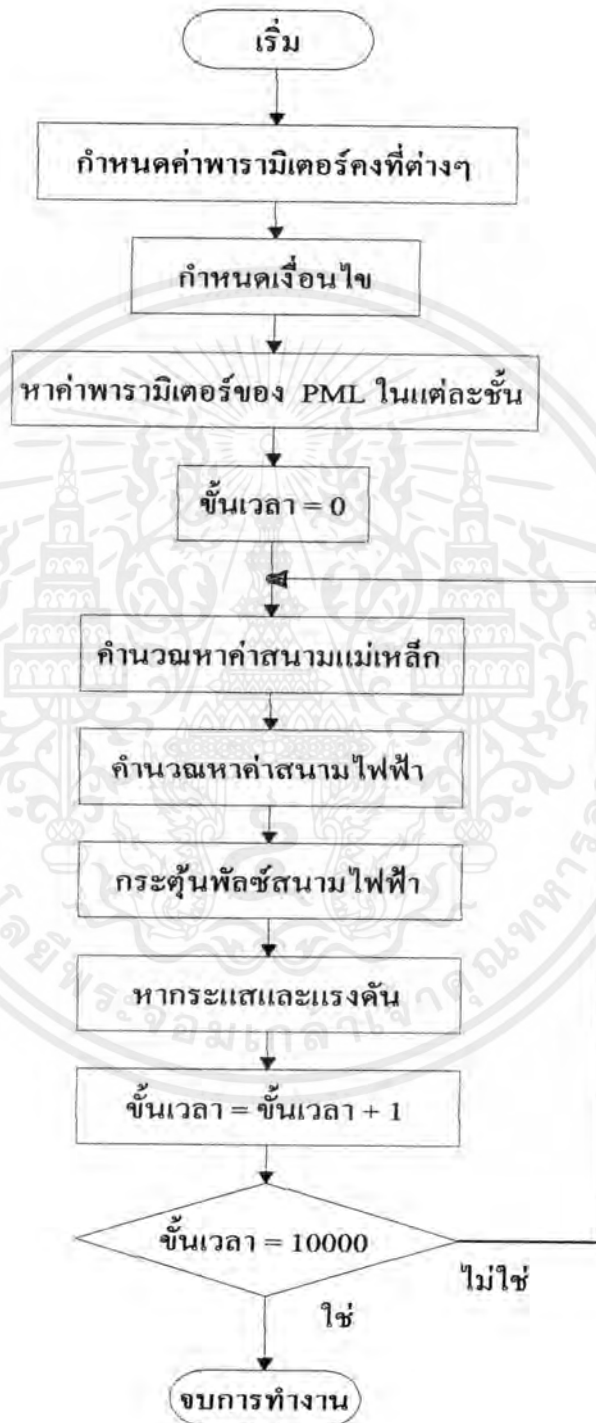 เริ่ม
กำหนดค่าพารามิเตอร์คงที่ต่างๆ
กำหนดเงื่อนไข
หาค่าพารามิเตอร์ของ PML ในแต่ละชั้น
ขั้นเวลา = 0
คำนวณหาค่าสนามแม่เหล็ก
คำนวณหาค่าสนามไฟฟ้า
กระตุ้นพัลซ์สนามไฟฟ้า
หากระแสและแรงดัน
ขั้นเวลา = ขั้นเวลา + 1
ขั้นเวลา = 10000
ไม่ใช่
ใช่
จบการทำงาน